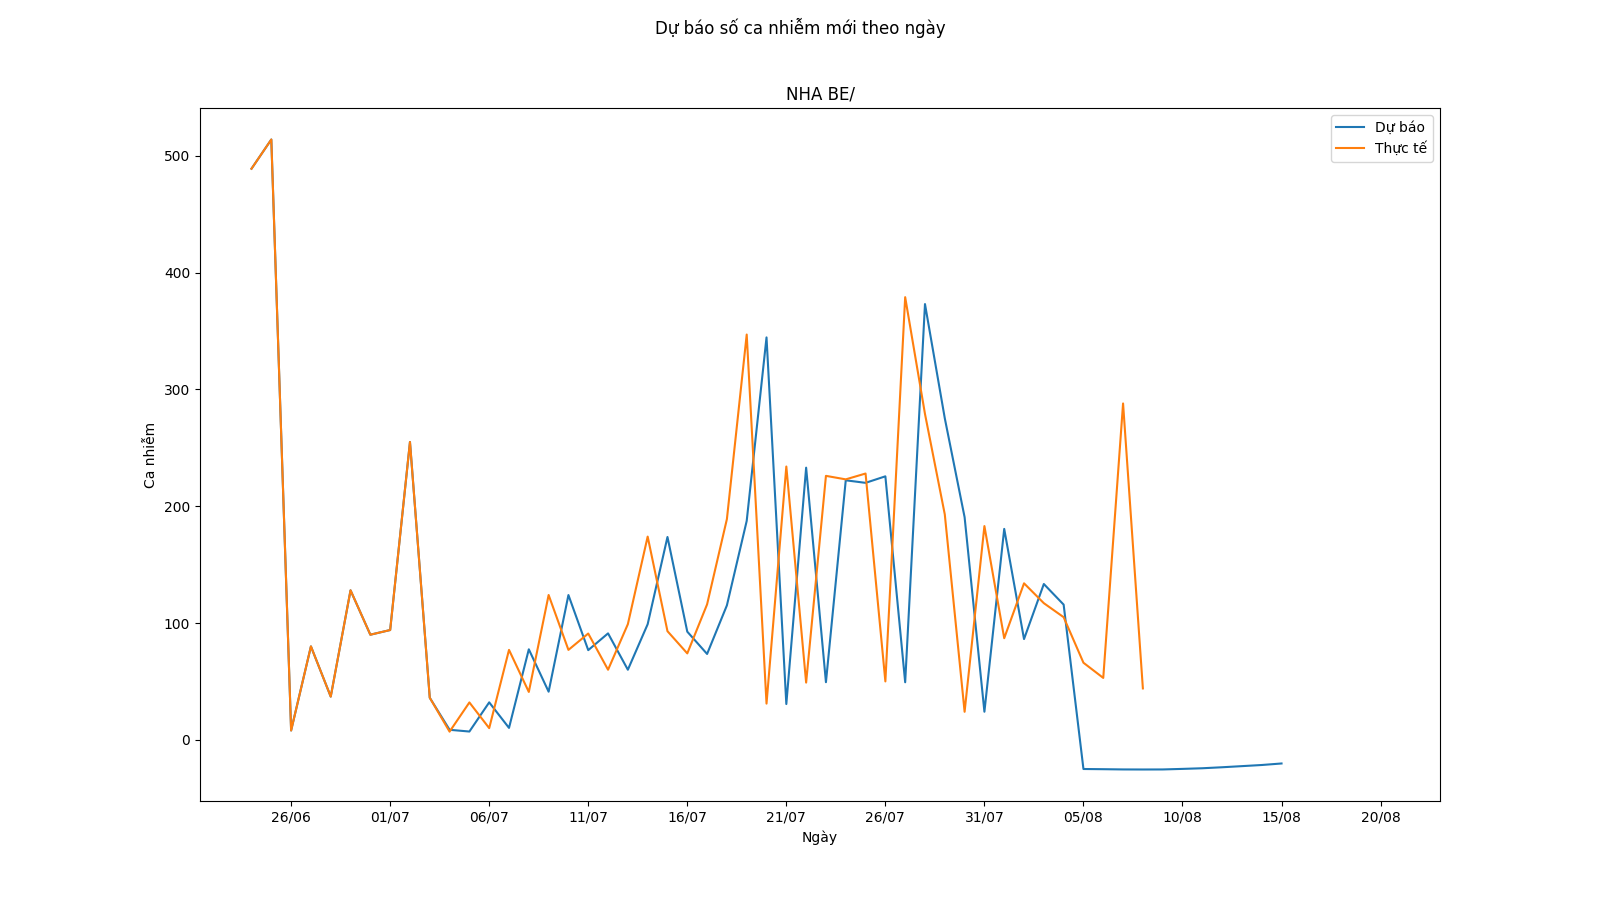 Dự báo số ca nhiễm mới theo ngày
NHA BE/
Dự báo
Thực tế
500
400
300
200
100
0
Ca nhiễm
26/06 01/07 06/07 11/07 16/07 21/07 26/07 31/07 05/08 10/08 15/08 20/08
Ngày